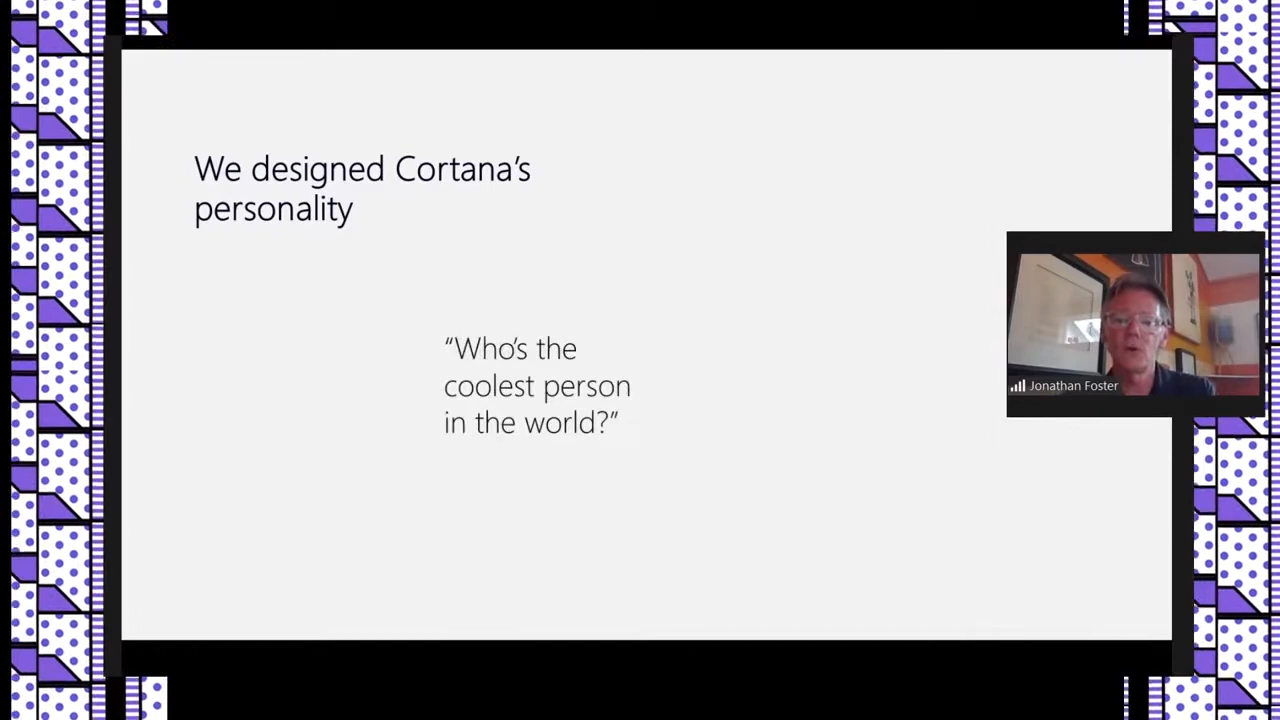 We designed Cortana’s
personality
“Who’s the
coolest person
in the world?”
Jonathan Foster